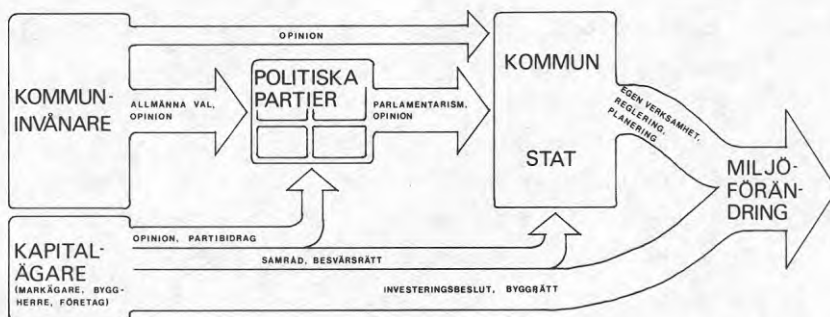 OPINION
KOMMUN-
INVÅNARE
ALLMÄNNA VAL,
OPINION
POLITISKA
PARTIER
PARLAMENTARISM,
OPINION
KOMMUN
STAT
EGEN VERKSAMHET,
REGLERING,
PLANERING
MILJÖ-
FÖRÄN-
DRING
KAPITAL-
ÄGARE
(MARKÄGARE, BYGG-
HERRE, FÖRETAG)
OPINION, PARTIBIDRAG
SAMRÅD, BESVÄRSRÄTT
INVESTERINGSBESLUT, BYGGRÄTT